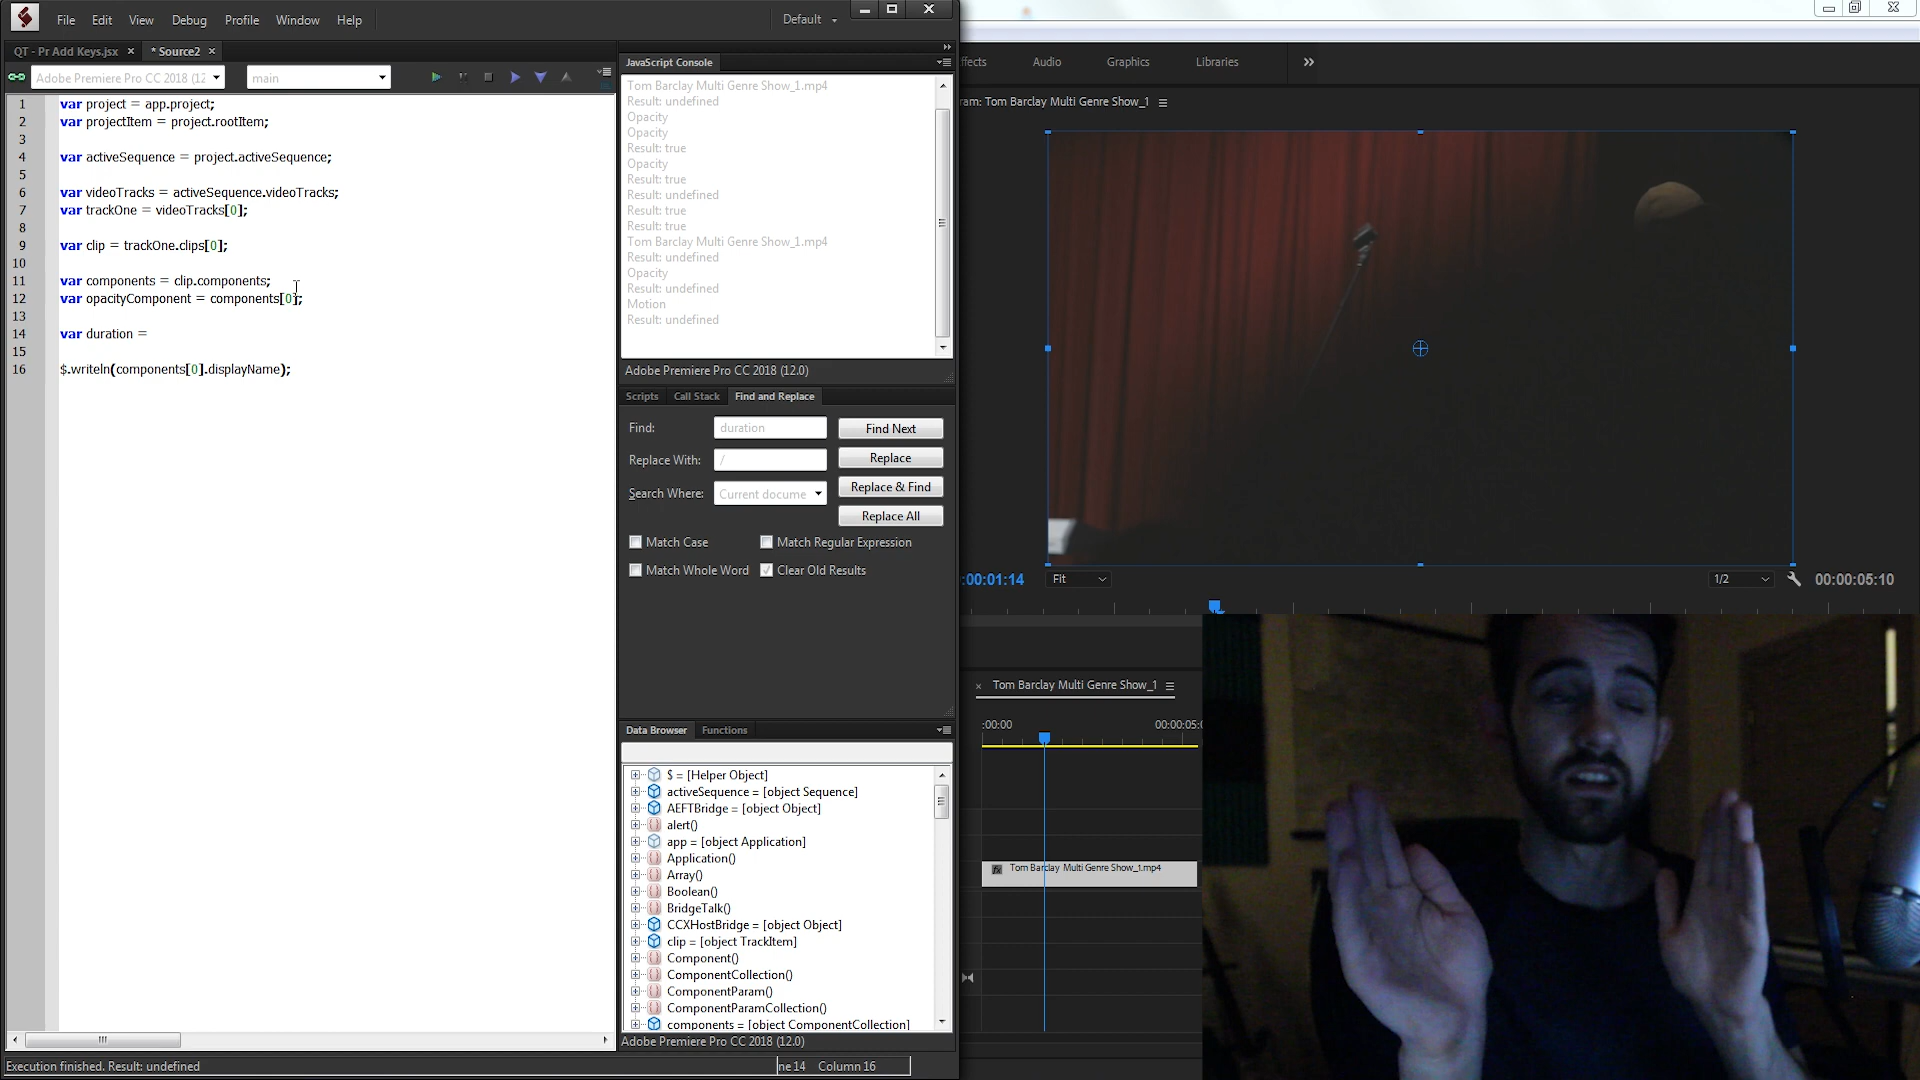 File Edit View Debug Profile Window Help
Default
QT - Pr Add Keys.jsx × * Source2 ×
Adobe Premiere Pro CC 2018 (12 main
1 var project = app.project;
2 var projectItem = project.rootItem;
3
4 var activeSequence = project.activeSequence;
5
6 var videoTracks = activeSequence.videoTracks;
7 var trackOne = videoTracks[0];
8
9 var clip = trackOne.clips[0];
10
11 var components = clip.components;
12 var opacityComponent = components[0];
13
14 var duration =
15
16 $.writeln(components[0].displayName);
Execution finished. Result: undefined
ne 14 Column 16
JavaScript Console
Tom Barclay Multi Genre Show_1.mp4
Result: undefined
Opacity
Opacity
Result: true
Opacity
Result: true
Result: undefined
Result: true
Result: true
Tom Barclay Multi Genre Show_1.mp4
Result: undefined
Opacity
Result: undefined
Motion
Result: undefined
Adobe Premiere Pro CC 2018 (12.0)
Scripts Call Stack Find and Replace
Find: duration Find Next
Replace With: / Replace
Search Where: Current docume Replace & Find
Replace All
Match Case Match Regular Expression
Match Whole Word Clear Old Results
Data Browser Functions
$ = [Helper Object]
activeSequence = [object Sequence]
AEFTBridge = [object Object]
alert()
app = [object Application]
Application()
Array()
Boolean()
BridgeTalk()
CCXHostBridge = [object Object]
clip = [object TrackItem]
Component()
ComponentCollection()
ComponentParam()
ComponentParamCollection()
components = [object ComponentCollection]
Adobe Premiere Pro CC 2018 (12.0)
ffects Audio Graphics Libraries
ram: Tom Barclay Multi Genre Show_1
:00:01:14 Fit 1/2 00:00:05:10
× Tom Barclay Multi Genre Show_1
:00:00 00:00:05:0
fx Tom Barclay Multi Genre Show_1.mp4